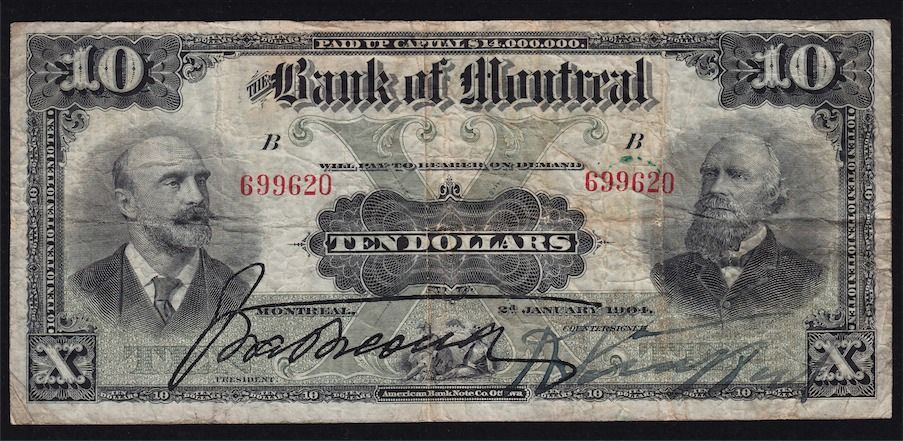 PAID UP CAPITAL $14,000,000.
10 10
THE Bank of Montreal
B B
WILL PAY TO BEARER ON DEMAND
699620 699620
TEN DOLLARS
MONTREAL, 2d JANUARY 1904.
COUNTERSIGNED
PRESIDENT.
X X
American Bank Note Co. Ottawa